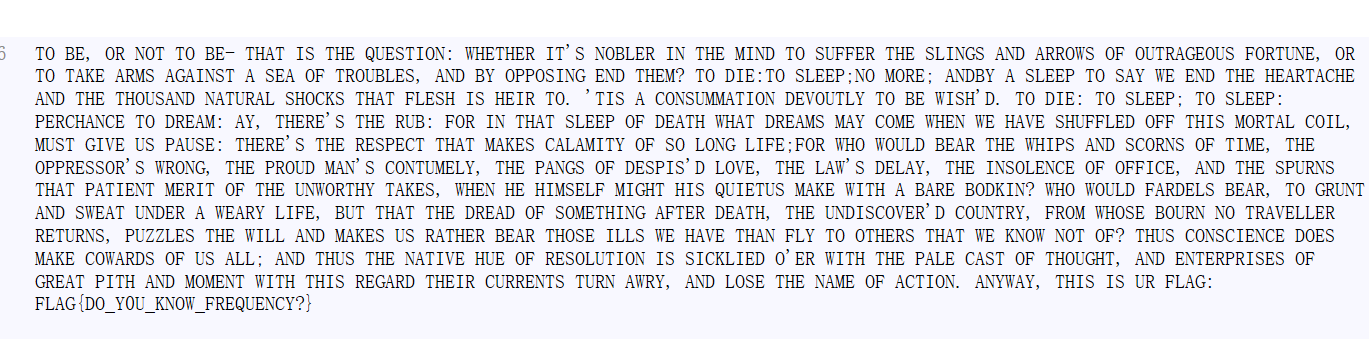 6 TO BE, OR NOT TO BE- THAT IS THE QUESTION: WHETHER IT'S NOBLER IN THE MIND TO SUFFER THE SLINGS AND ARROWS OF OUTRAGEOUS FORTUNE, OR
TO TAKE ARMS AGAINST A SEA OF TROUBLES, AND BY OPPOSING END THEM? TO DIE:TO SLEEP;NO MORE; ANDBY A SLEEP TO SAY WE END THE HEARTACHE
AND THE THOUSAND NATURAL SHOCKS THAT FLESH IS HEIR TO. 'TIS A CONSUMMATION DEVOUTLY TO BE WISH'D. TO DIE: TO SLEEP; TO SLEEP:
PERCHANCE TO DREAM: AY, THERE'S THE RUB: FOR IN THAT SLEEP OF DEATH WHAT DREAMS MAY COME WHEN WE HAVE SHUFFLED OFF THIS MORTAL COIL,
MUST GIVE US PAUSE: THERE'S THE RESPECT THAT MAKES CALAMITY OF SO LONG LIFE;FOR WHO WOULD BEAR THE WHIPS AND SCORNS OF TIME, THE
OPPRESSOR'S WRONG, THE PROUD MAN'S CONTUMELY, THE PANGS OF DESPIS'D LOVE, THE LAW'S DELAY, THE INSOLENCE OF OFFICE, AND THE SPURNS
THAT PATIENT MERIT OF THE UNWORTHY TAKES, WHEN HE HIMSELF MIGHT HIS QUIETUS MAKE WITH A BARE BODKIN? WHO WOULD FARDELS BEAR, TO GRUNT
AND SWEAT UNDER A WEARY LIFE, BUT THAT THE DREAD OF SOMETHING AFTER DEATH, THE UNDISCOVER'D COUNTRY, FROM WHOSE BOURN NO TRAVELLER
RETURNS, PUZZLES THE WILL AND MAKES US RATHER BEAR THOSE ILLS WE HAVE THAN FLY TO OTHERS THAT WE KNOW NOT OF? THUS CONSCIENCE DOES
MAKE COWARDS OF US ALL; AND THUS THE NATIVE HUE OF RESOLUTION IS SICKLIED O'ER WITH THE PALE CAST OF THOUGHT, AND ENTERPRISES OF
GREAT PITH AND MOMENT WITH THIS REGARD THEIR CURRENTS TURN AWRY, AND LOSE THE NAME OF ACTION. ANYWAY, THIS IS UR FLAG:
FLAG{DO_YOU_KNOW_FREQUENCY?}